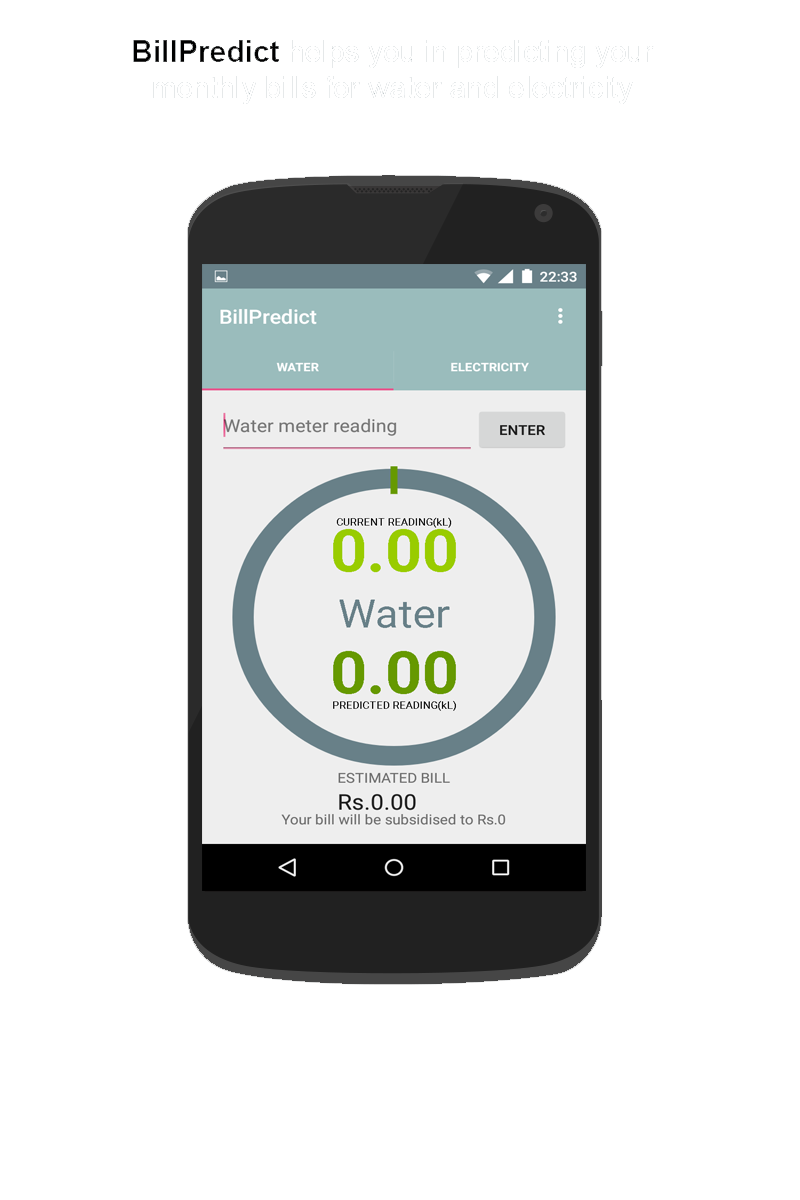 BillPredict helps you in predicting your
monthly bills for water and electricity
22:33
BillPredict
WATER ELECTRICITY
Water meter reading ENTER
CURRENT READING(kL)
0.00
Water
0.00
PREDICTED READING(kL)
ESTIMATED BILL
Rs.0.00
Your bill will be subsidised to Rs.0